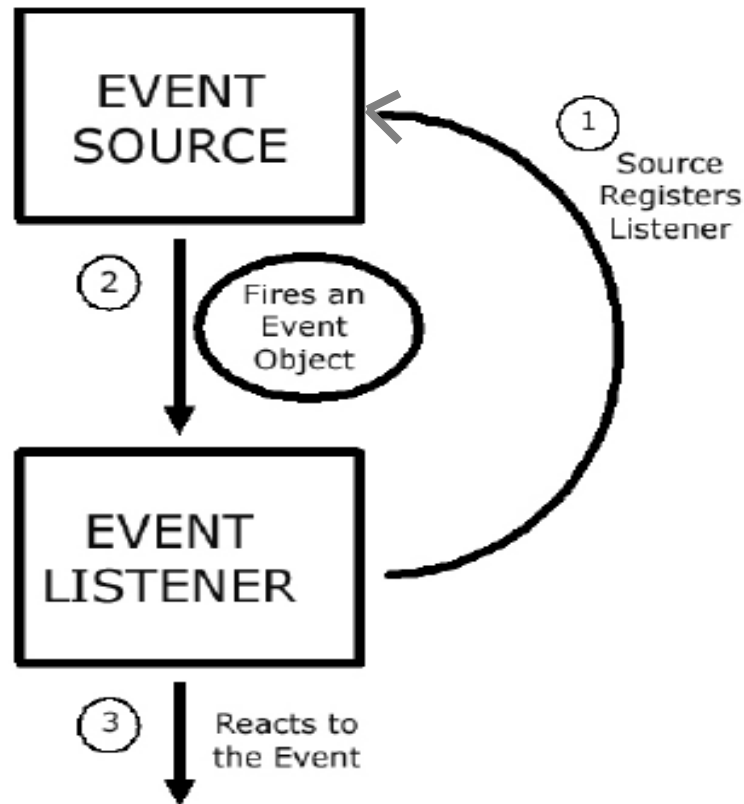 EVENT
SOURCE
1
Source
Registers
Listener
2
Fires an
Event
Object
EVENT
LISTENER
3
Reacts to
the Event